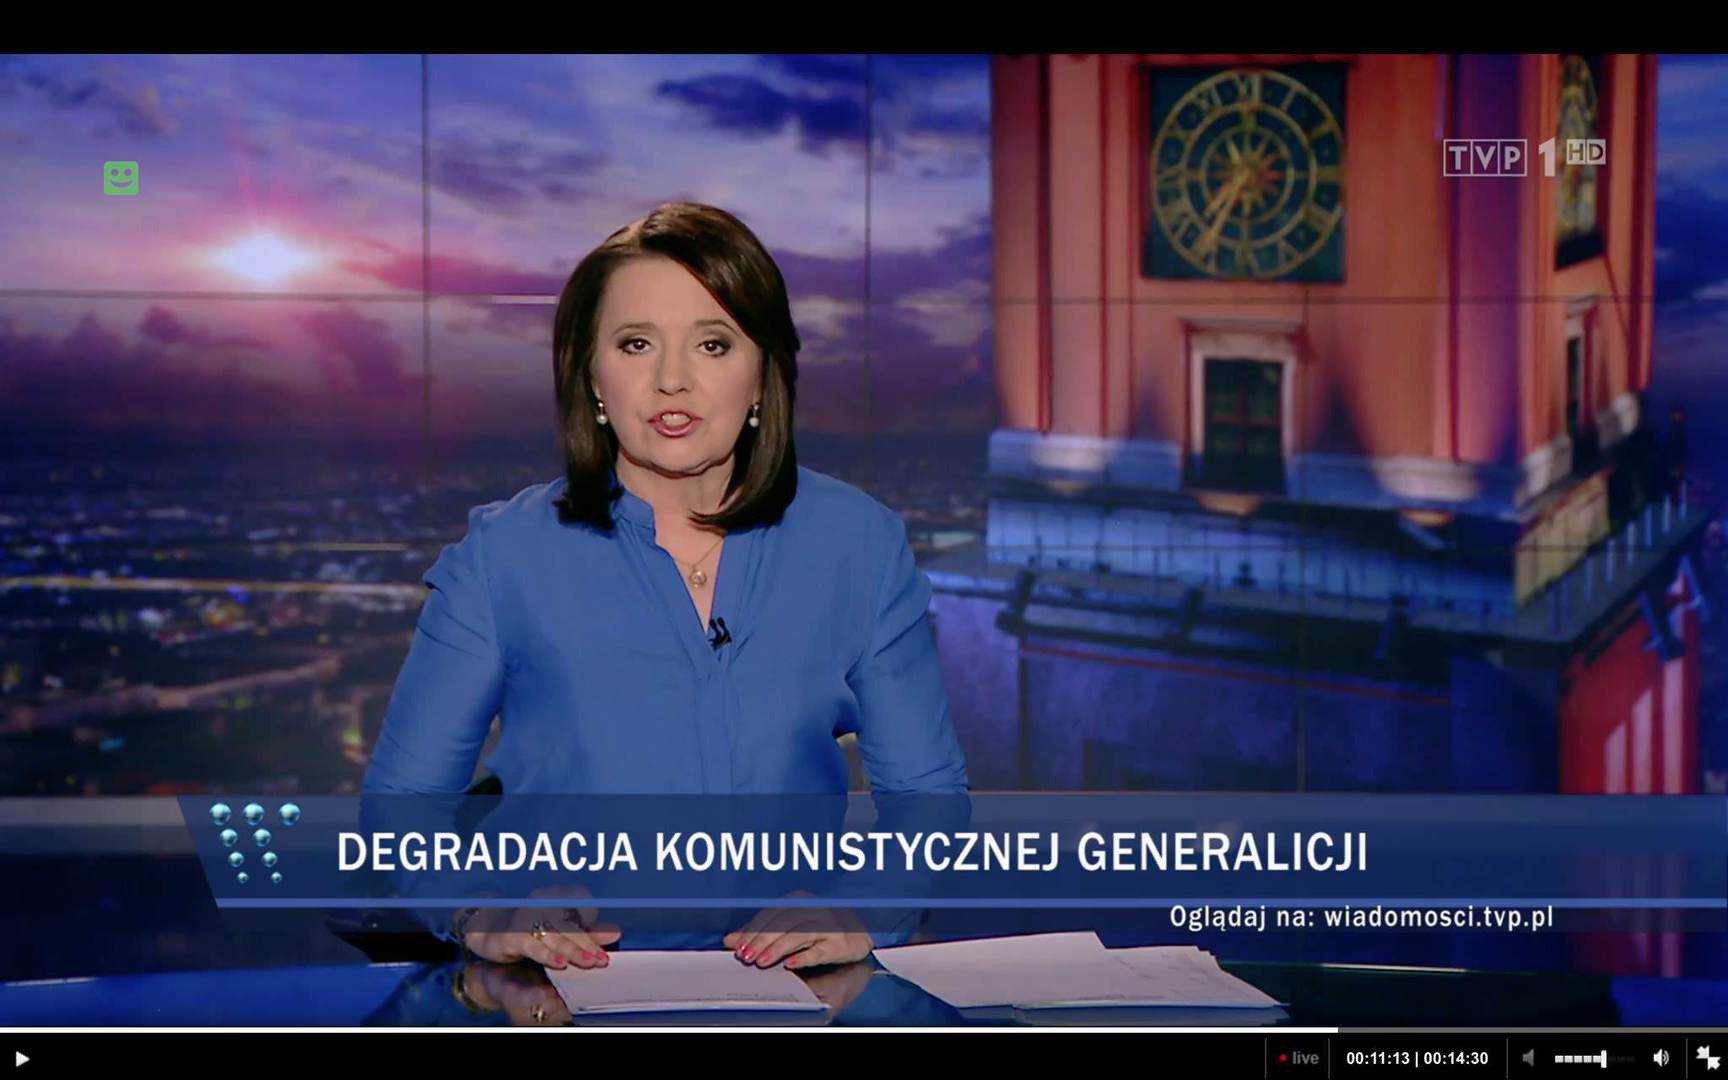 TVP 1 HD
DEGRADACJA KOMUNISTYCZNEJ GENERALICJI
Oglądaj na: wiadomosci.tvp.pl
live
00:11:13 | 00:14:30